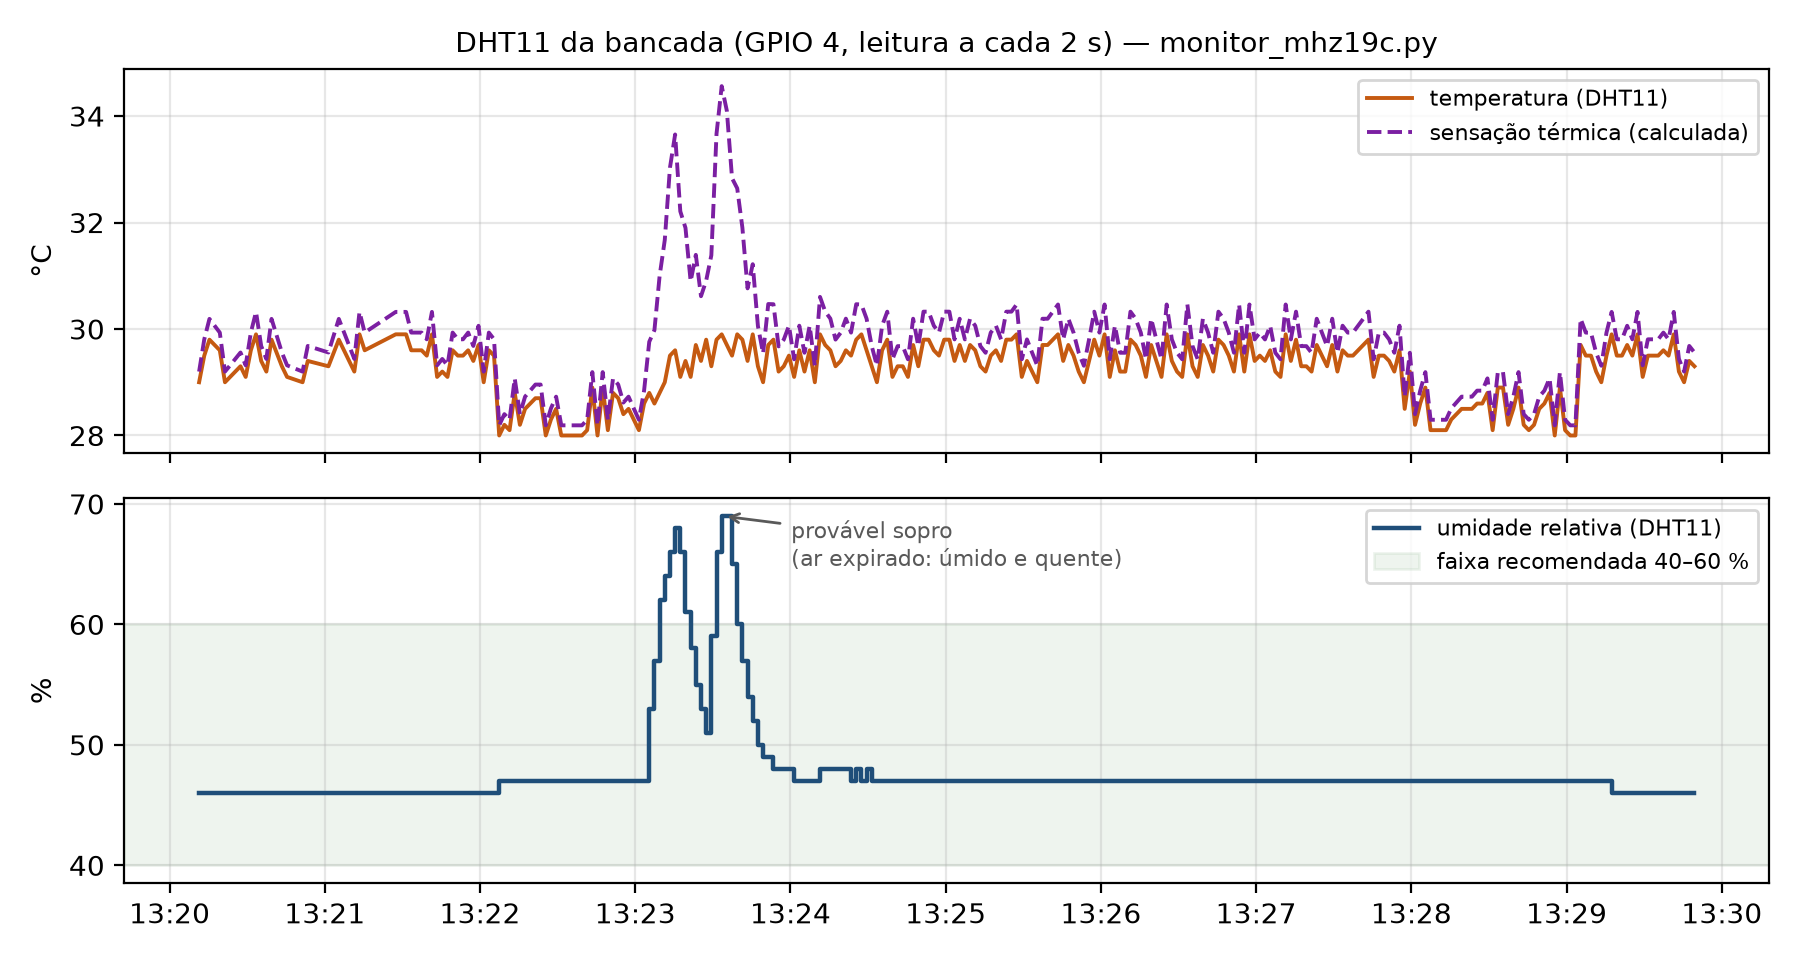 DHT11 da bancada (GPIO 4, leitura a cada 2 s) — monitor_mhz19c.py
temperatura (DHT11)
sensação térmica (calculada)
°C
34
32
30
28
umidade relativa (DHT11)
faixa recomendada 40–60 %
provável sopro
(ar expirado: úmido e quente)
%
70
60
50
40
13:20 13:21 13:22 13:23 13:24 13:25 13:26 13:27 13:28 13:29 13:30